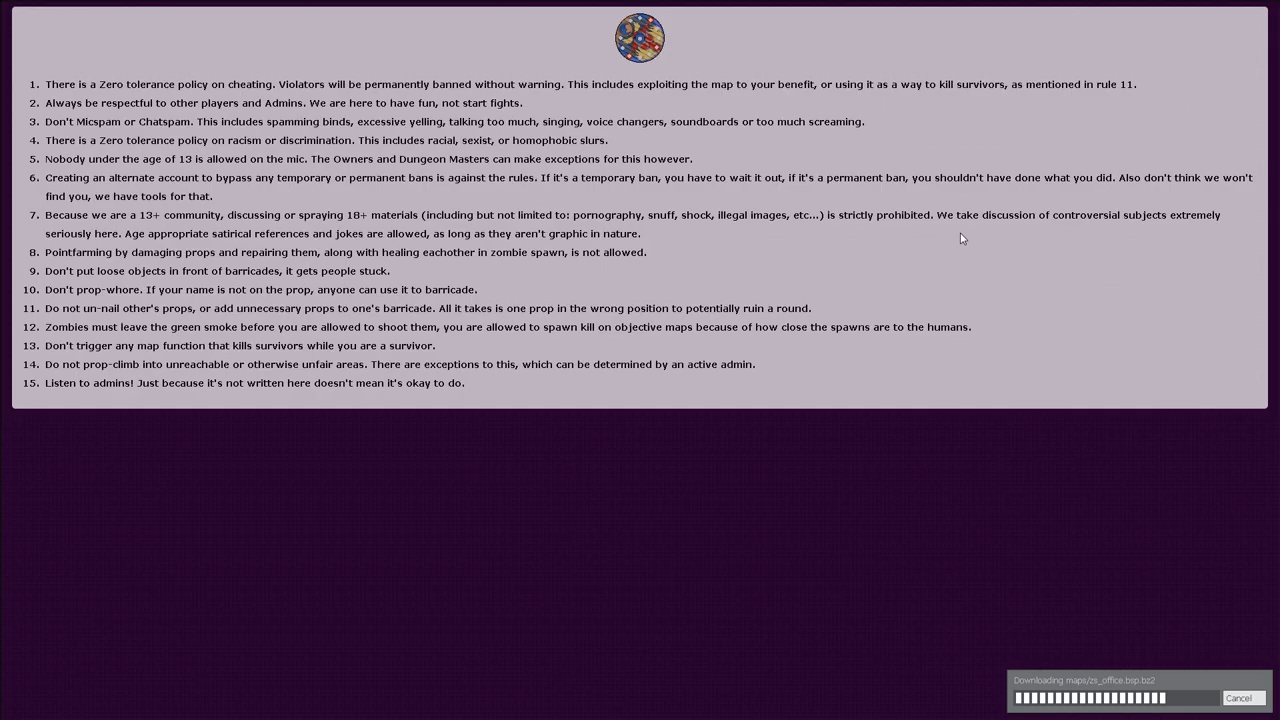 1. There is a Zero tolerance policy on cheating. Violators will be permanently banned without warning. This includes exploiting the map to your benefit, or using it as a way to kill survivors, as mentioned in rule 11.
2. Always be respectful to other players and Admins. We are here to have fun, not start fights.
3. Don't Micspam or Chatspam. This includes spamming binds, excessive yelling, talking too much, singing, voice changers, soundboards or too much screaming.
4. There is a Zero tolerance policy on racism or discrimination. This includes racial, sexist, or homophobic slurs.
5. Nobody under the age of 13 is allowed on the mic. The Owners and Dungeon Masters can make exceptions for this however.
6. Creating an alternate account to bypass any temporary or permanent bans is against the rules. If it's a temporary ban, you have to wait it out, if it's a permanent ban, you shouldn't have done what you did. Also don't think we won't
find you, we have tools for that.
7. Because we are a 13+ community, discussing or spraying 18+ materials (including but not limited to: pornography, snuff, shock, illegal images, etc...) is strictly prohibited. We take discussion of controversial subjects extremely
seriously here. Age appropriate satirical references and jokes are allowed, as long as they aren't graphic in nature.
8. Pointfarming by damaging props and repairing them, along with healing eachother in zombie spawn, is not allowed.
9. Don't put loose objects in front of barricades, it gets people stuck.
10. Don't prop-whore. If your name is not on the prop, anyone can use it to barricade.
11. Do not un-nail other's props, or add unnecessary props to one's barricade. All it takes is one prop in the wrong position to potentially ruin a round.
12. Zombies must leave the green smoke before you are allowed to shoot them, you are allowed to spawn kill on objective maps because of how close the spawns are to the humans.
13. Don't trigger any map function that kills survivors while you are a survivor.
14. Do not prop-climb into unreachable or otherwise unfair areas. There are exceptions to this, which can be determined by an active admin.
15. Listen to admins! Just because it's not written here doesn't mean it's okay to do.
Downloading maps/zs_office.bsp.bz2
Cancel